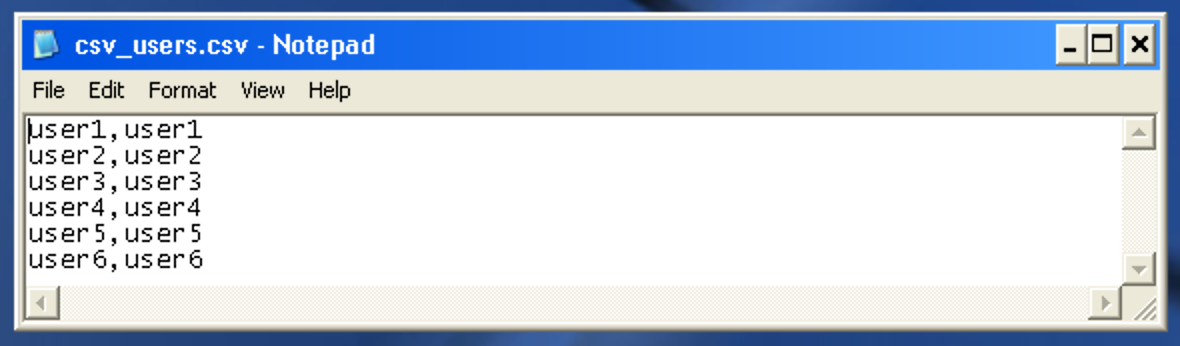 csv_users.csv - Notepad
File Edit Format View Help
user1,user1
user2,user2
user3,user3
user4,user4
user5,user5
user6,user6